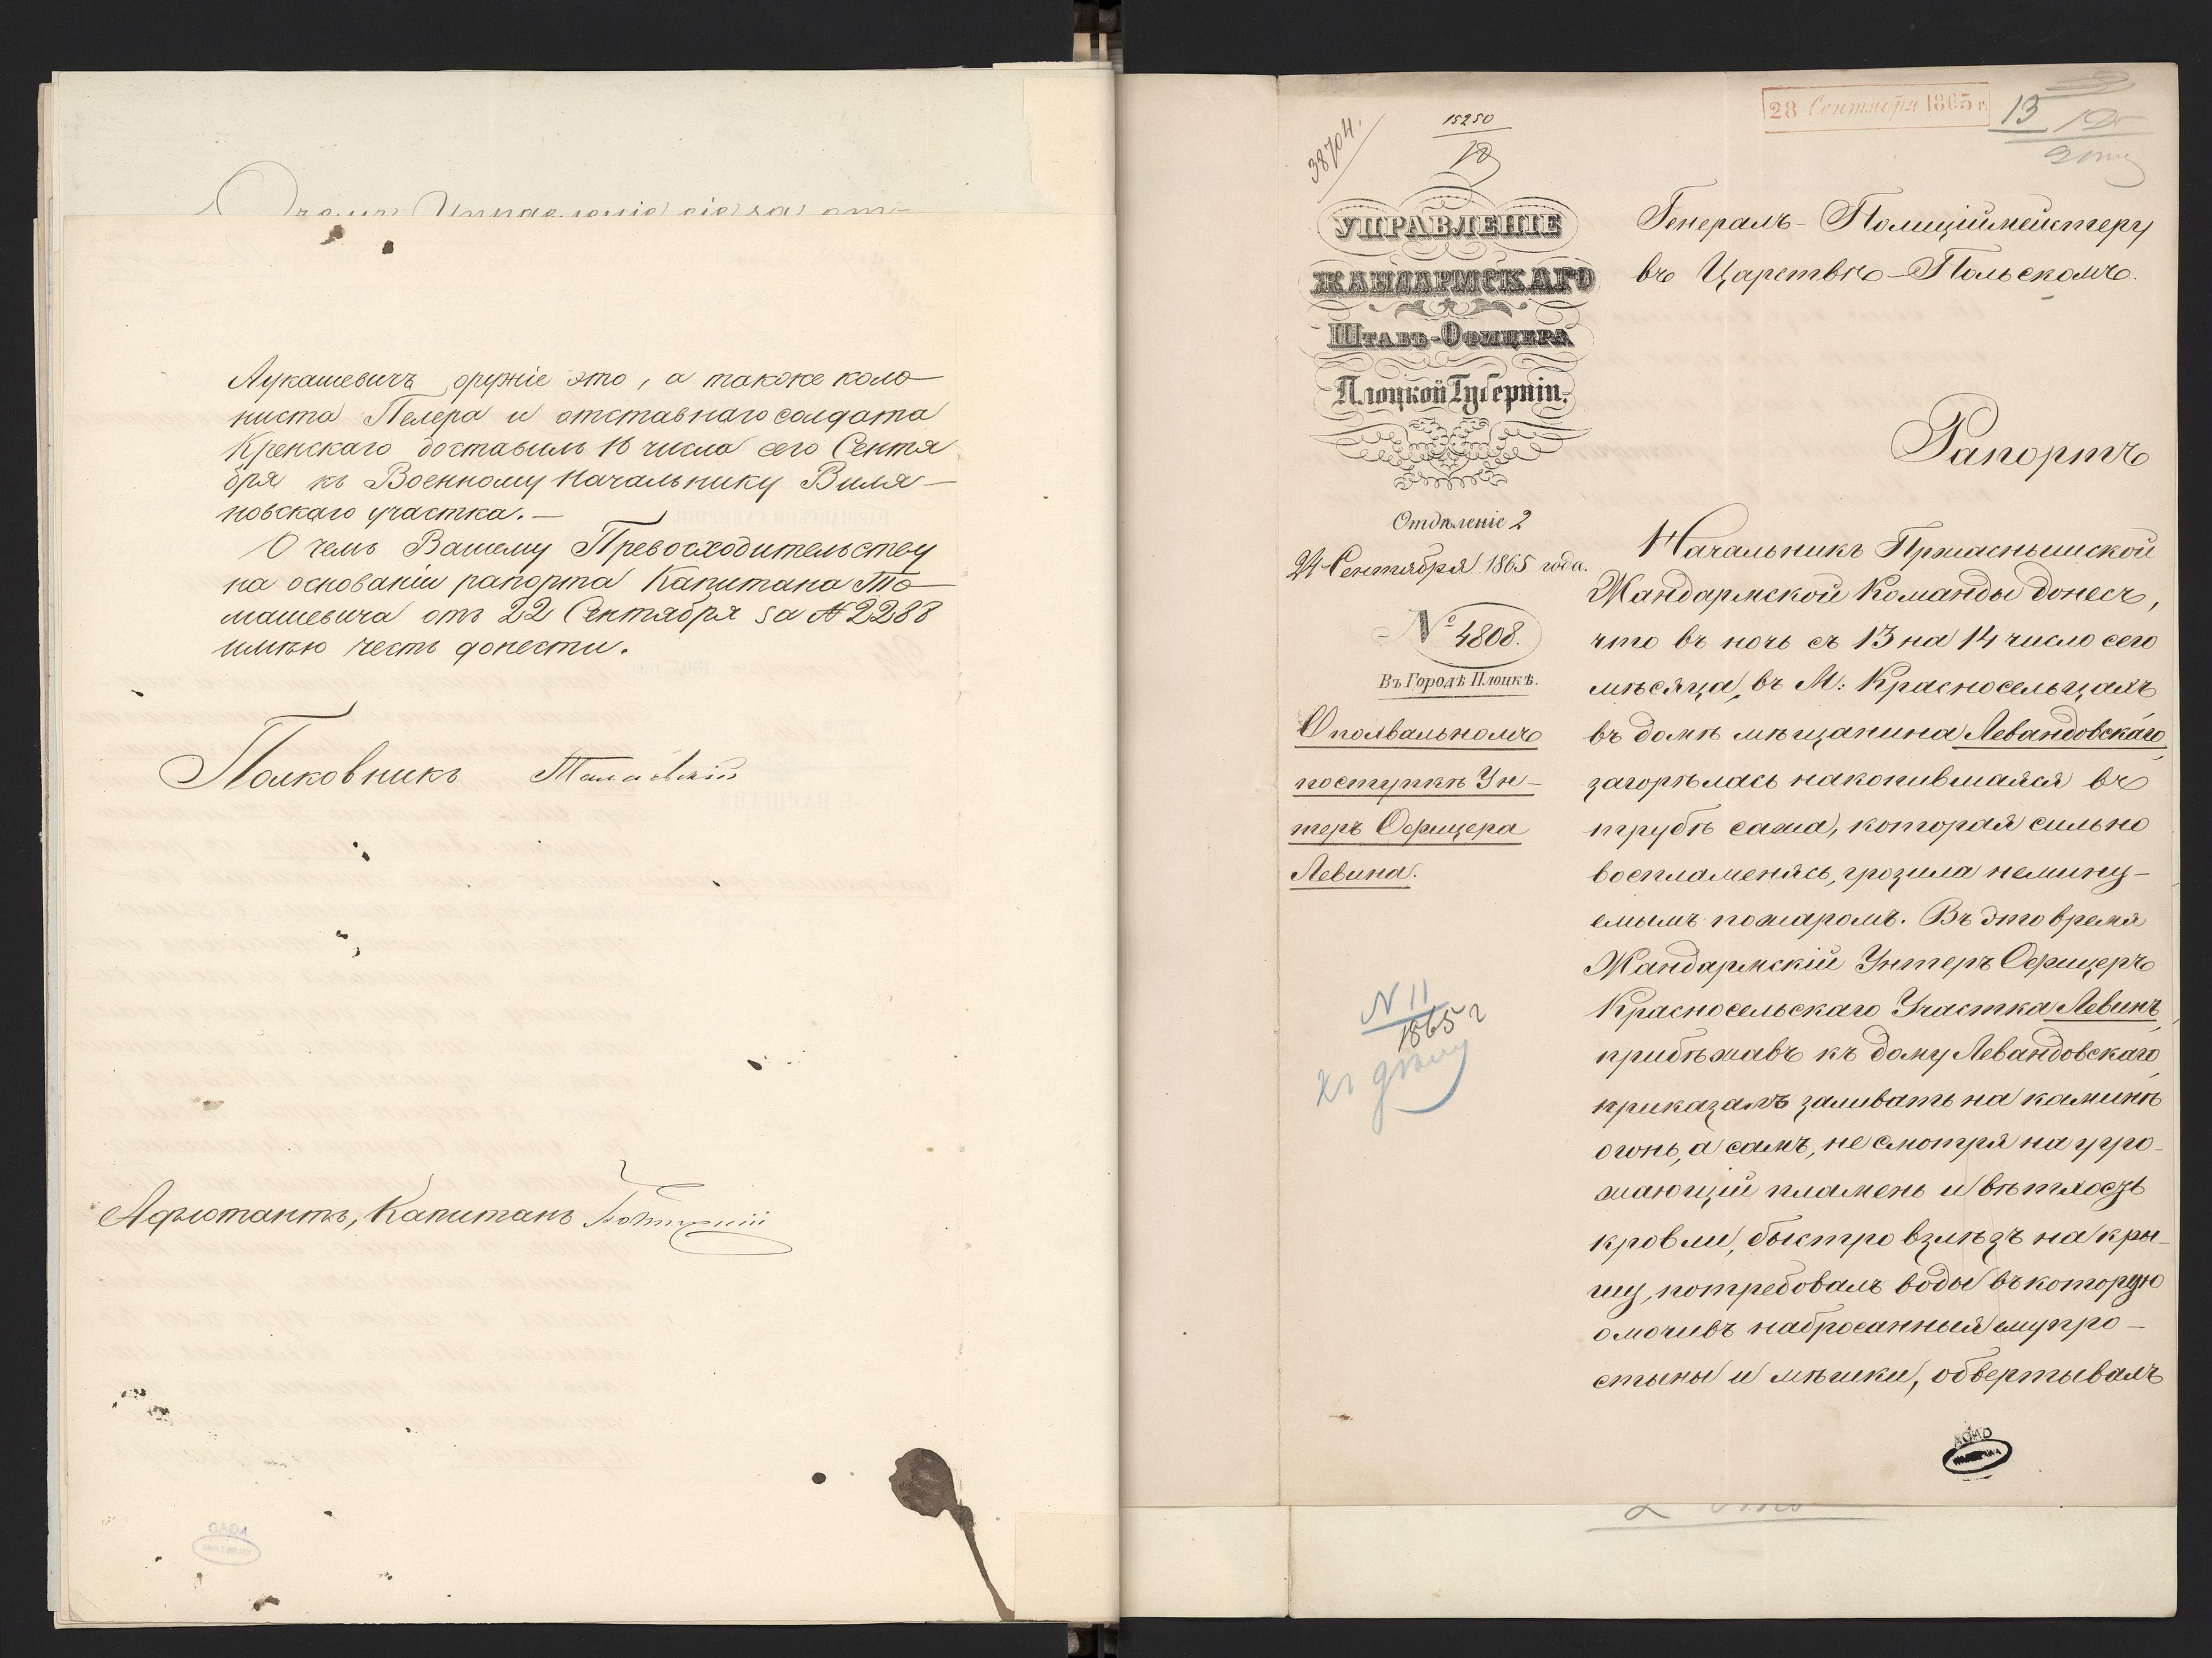 Лукашевичъ оружіе это, а также коло-
ниста Пелера и отставнаго солдата
Кренскаго доставилъ 16 числа сего Сентя
бря къ Военному Начальнику Виля-
новскаго участка.—
О чемъ Вашему Превосходительству
на основаніи рапорта Капитана То-
машевича отъ 22 Сентября за № 2288
имѣю честь донести.
Полковникъ
Адъютантъ, Капитанъ
38704.
15250
28 Сентября 1865 г.
13
УПРАВЛЕНІЕ
ЖАНДАРМСКАГО
Штабъ-Офицера
Плоцкой Губерніи.
Отдѣленіе 2
24 Сентября 1865 года.
№ 4808.
Въ Городѣ Плоцкѣ.
О похвальномъ
поступкѣ Ун-
теръ Офицера
Левина.
N 11
1865 г
къ дѣлу
Генералъ-Полиціймейстеру
въ Царствѣ-Польскомъ.
Рапортъ
Начальникъ Пржаснышской
Жандармской Команды донесъ,
что въ ночь съ 13 на 14 число сего
мѣсяца, въ М: Красносельцахъ
въ домѣ мѣщанина Левандовскаго,
загорѣлась накопившаяся въ
трубѣ сажа, которая сильно
воспламенясь, грозила немину-
емымъ пожаромъ. Въ это время
Жандармскій Унтеръ Офицеръ
Красносельскаго Участка Левинъ,
прибѣжавъ къ дому Левандовскаго,
приказалъ заливать на каминѣ
огонь, а самъ, не смотря на угро-
жающій пламень и вѣтхость
кровли, быстро взлѣзъ на кры-
шу, потребовалъ воды въ которую
омочивъ набросанныя ему про-
стыны и мѣшки, обвертывалъ